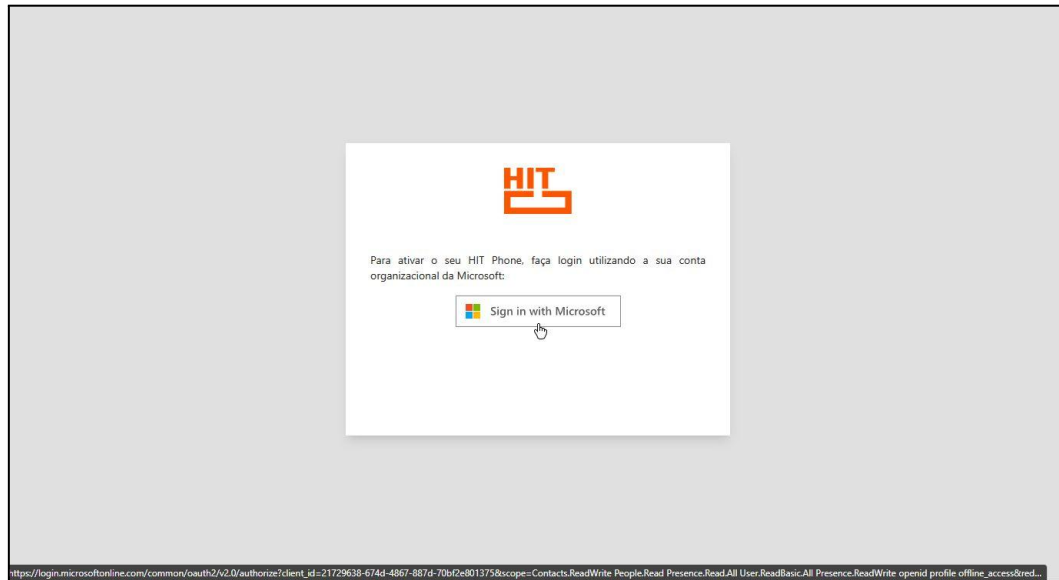 HIT
Para ativar o seu HIT Phone, faça login utilizando a sua conta
organizacional da Microsoft:
Sign in with Microsoft
https://login.microsoftonline.com/common/oauth2/v2.0/authorize?client_id=21729638-674d-4867-887d-70bf2e801375&scope=Contacts.ReadWrite People.Read Presence.Read.All User.ReadBasic.All Presence.ReadWrite openid profile offline_access&red...